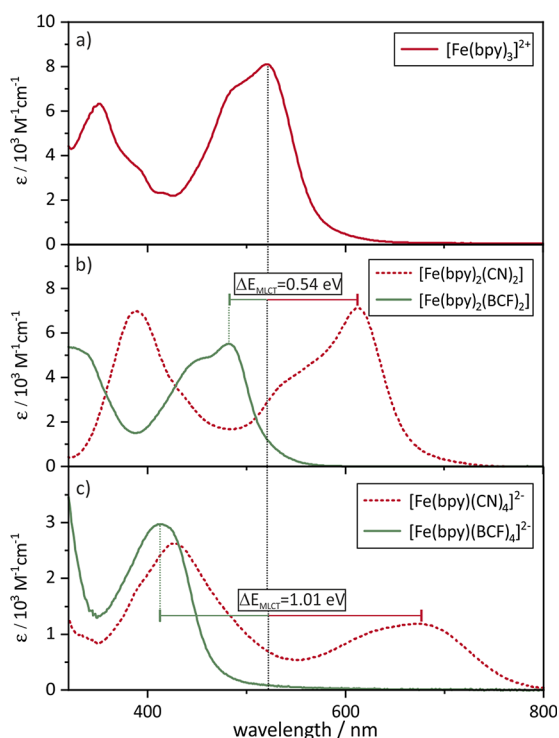 10
8
6
4
2
0
ε / 10³ M⁻¹cm⁻¹
a)
[Fe(bpy)₃]²⁺
8
6
4
2
0
ε / 10³ M⁻¹cm⁻¹
b)
[Fe(bpy)₂(CN)₂]
[Fe(bpy)₂(BCF)₂]
ΔE_MLCT=0.54 eV
4
3
2
1
0
ε / 10³ M⁻¹cm⁻¹
c)
[Fe(bpy)(CN)₄]²⁻
[Fe(bpy)(BCF)₄]²⁻
ΔE_MLCT=1.01 eV
400 600 800
wavelength / nm